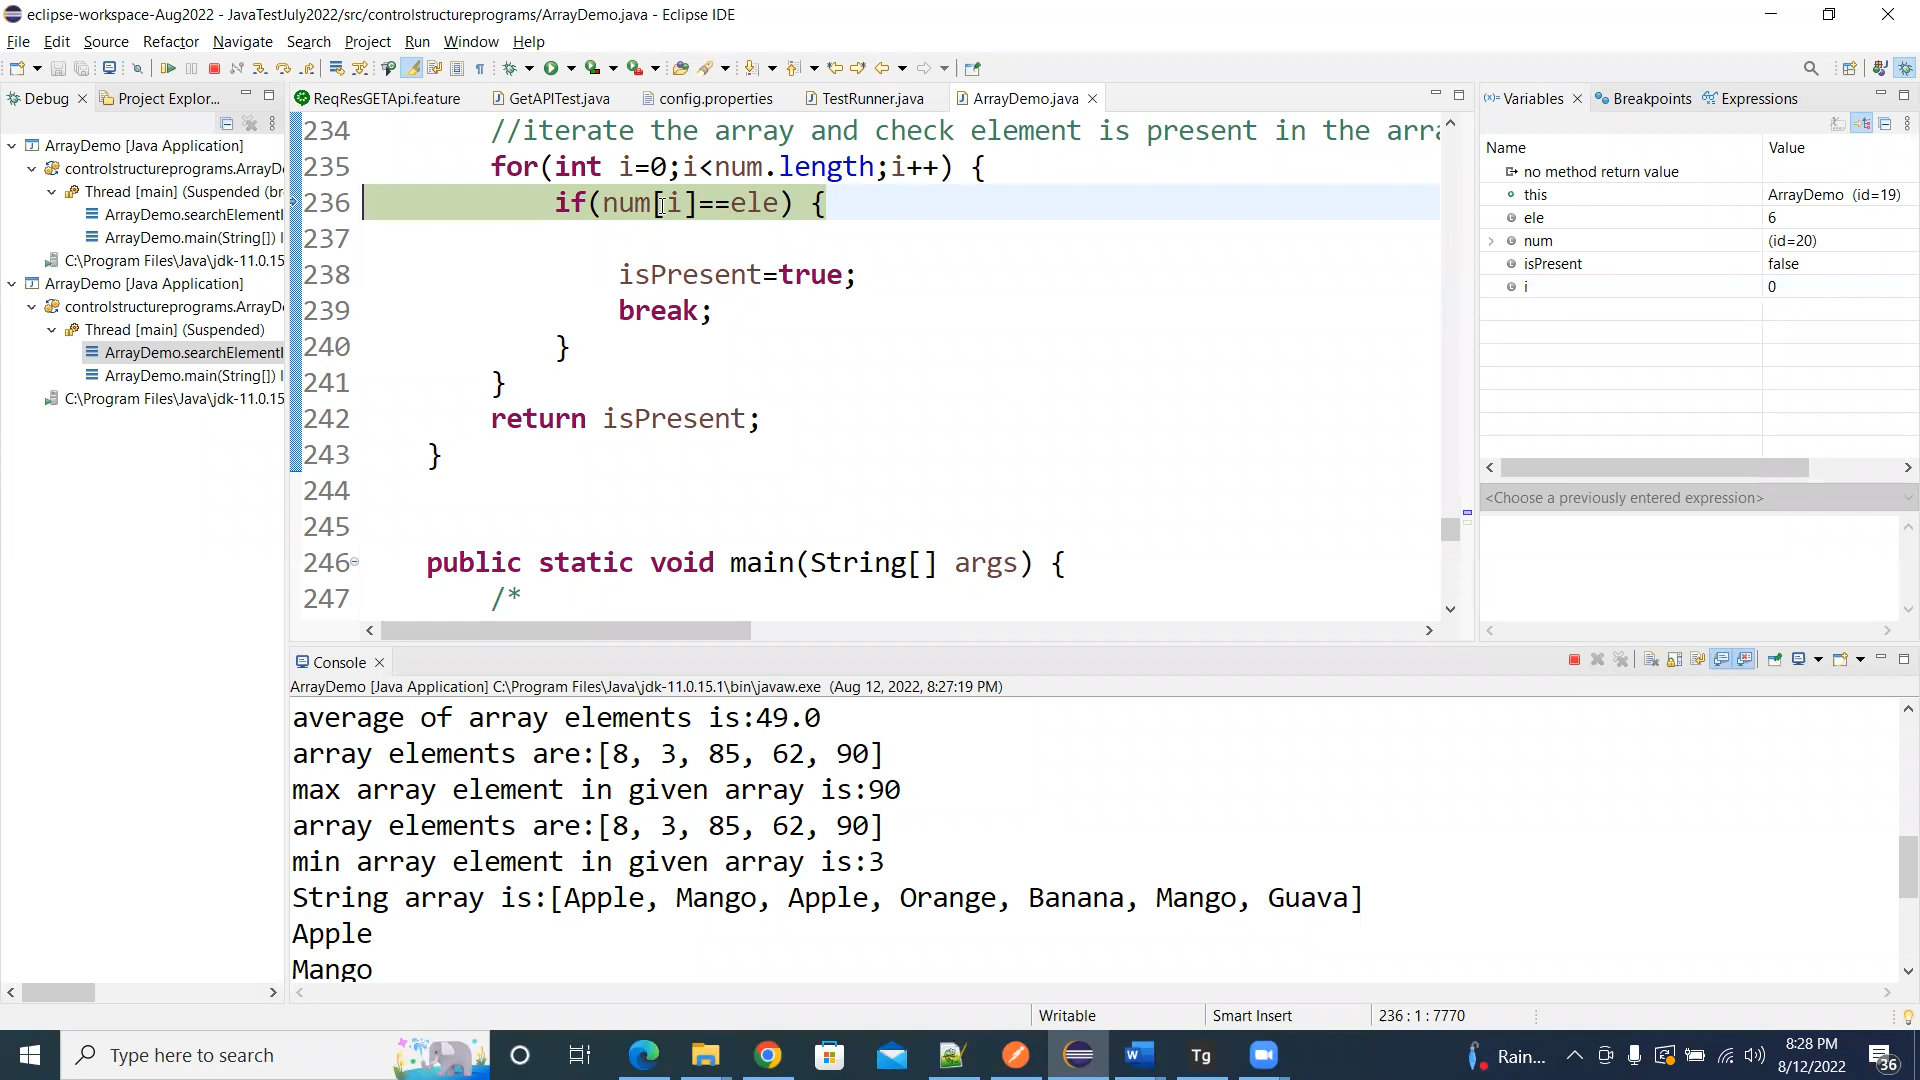 eclipse-workspace-Aug2022 - JavaTestJuly2022/src/controlstructureprograms/ArrayDemo.java - Eclipse IDE
File Edit Source Refactor Navigate Search Project Run Window Help
Debug Project Explor...
ReqResGETApi.feature GetAPITest.java config.properties TestRunner.java ArrayDemo.java
Variables Breakpoints Expressions
ArrayDemo [Java Application]
controlstructureprograms.ArrayD
Thread [main] (Suspended (br
ArrayDemo.searchElementI
ArrayDemo.main(String[]) l
C:\Program Files\Java\jdk-11.0.15
ArrayDemo [Java Application]
controlstructureprograms.ArrayD
Thread [main] (Suspended)
ArrayDemo.searchElementI
ArrayDemo.main(String[]) l
C:\Program Files\Java\jdk-11.0.15
234 //iterate the array and check element is present in the arra
235 for(int i=0;i<num.length;i++) {
236 if(num[i]==ele) {
237
238 isPresent=true;
239 break;
240 }
241 }
242 return isPresent;
243 }
244
245
246 public static void main(String[] args) {
247 /*
Name Value
no method return value
this ArrayDemo (id=19)
ele 6
num (id=20)
isPresent false
i 0
<Choose a previously entered expression>
Console
ArrayDemo [Java Application] C:\Program Files\Java\jdk-11.0.15.1\bin\javaw.exe (Aug 12, 2022, 8:27:19 PM)
average of array elements is:49.0
array elements are:[8, 3, 85, 62, 90]
max array element in given array is:90
array elements are:[8, 3, 85, 62, 90]
min array element in given array is:3
String array is:[Apple, Mango, Apple, Orange, Banana, Mango, Guava]
Apple
Mango
Writable Smart Insert 236 : 1 : 7770
Type here to search
Tg
Rain...
8:28 PM
8/12/2022
36